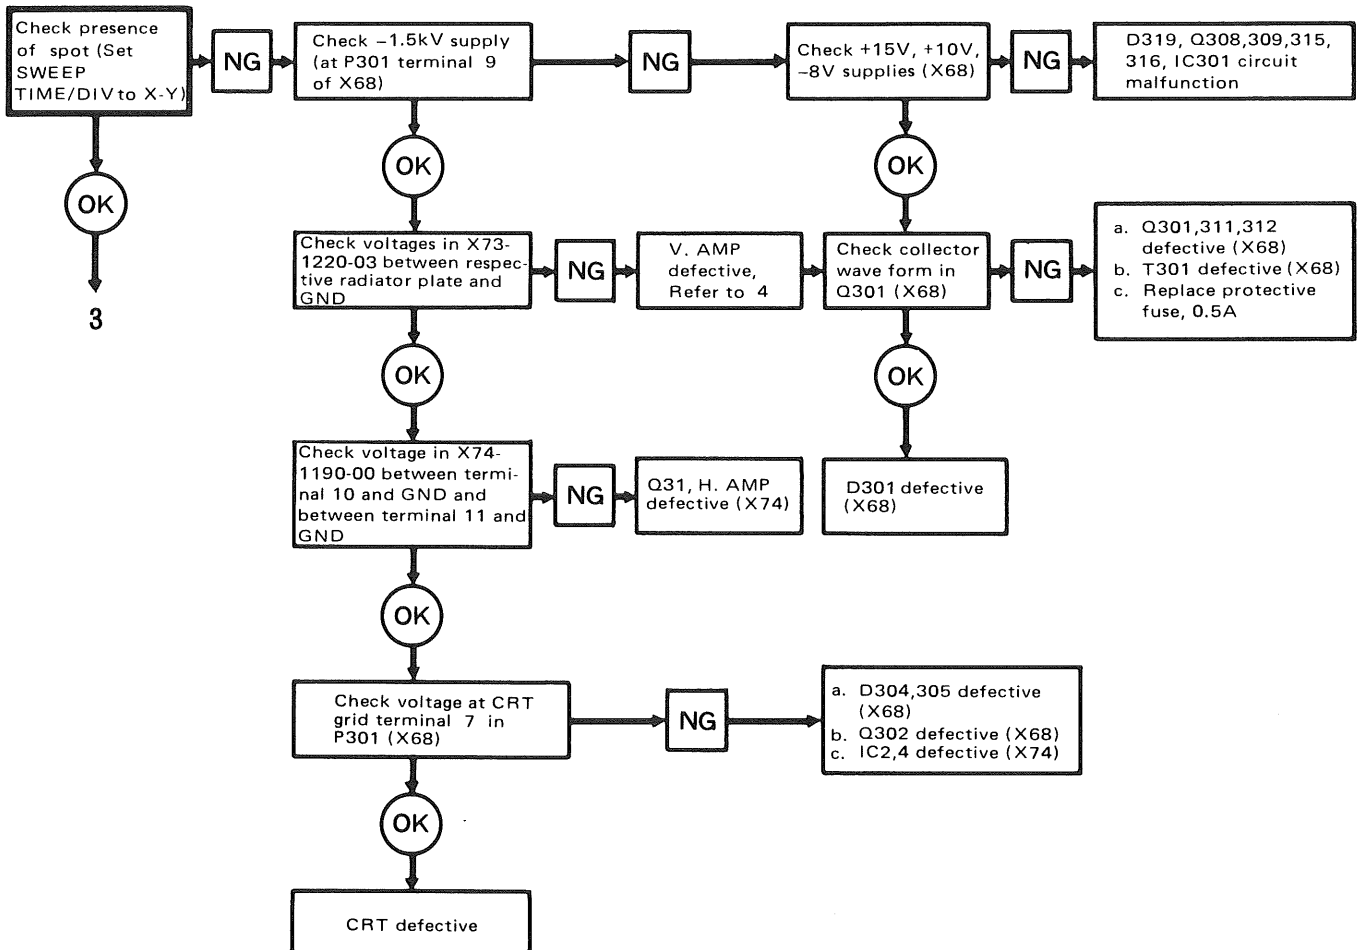 Check presence
of spot (Set
SWEEP
TIME/DIV to X-Y)
NG
Check −1.5kV supply
(at P301 terminal 9
of X68)
NG
Check +15V, +10V,
−8V supplies (X68)
NG
D319, Q308,309,315,
316, IC301 circuit
malfunction
OK
3
OK
OK
Check voltages in X73-
1220-03 between respec-
tive radiator plate and
GND
NG
V. AMP
defective,
Refer to 4
Check collector
wave form in
Q301 (X68)
NG
a. Q301,311,312
defective (X68)
b. T301 defective (X68)
c. Replace protective
fuse, 0.5A
OK
OK
Check voltage in X74-
1190-00 between termi-
nal 10 and GND and
between terminal 11 and
GND
NG
Q31, H. AMP
defective (X74)
D301 defective
(X68)
OK
Check voltage at CRT
grid terminal 7 in
P301 (X68)
NG
a. D304,305 defective
(X68)
b. Q302 defective (X68)
c. IC2,4 defective (X74)
OK
CRT defective